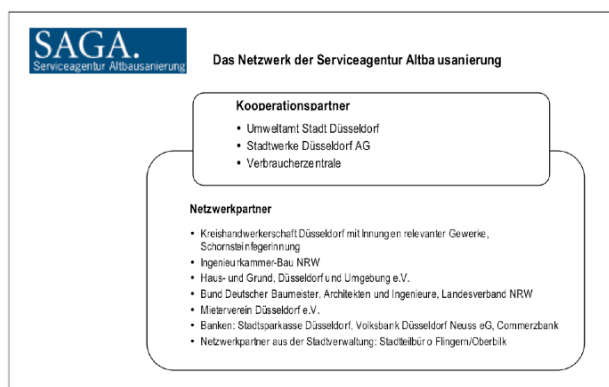 SAGA.
Serviceagentur Altbausanierung
Das Netzwerk der Serviceagentur Altba usanierung
Kooperationspartner
• Umweltamt Stadt Düsseldorf
• Stadtwerke Düsseldorf AG
• Verbraucherzentrale
Netzwerkpartner
• Kreishandwerkerschaft Düsseldorf mit Innungen relevanter Gewerke,
Schornsteinfegerinnung
• Ingenieurkammer-Bau NRW
• Haus- und Grund, Düsseldorf und Umgebung e.V.
• Bund Deutscher Baumeister, Architekten und Ingenieure, Landesverband NRW
• Mieterverein Düsseldorf e.V.
• Banken: Stadtsparkasse Düsseldorf, Volksbank Düsseldorf Neuss eG, Commerzbank
• Netzwerkpartner aus der Stadtverwaltung: Stadtteilbür o Flingern/Oberbilk